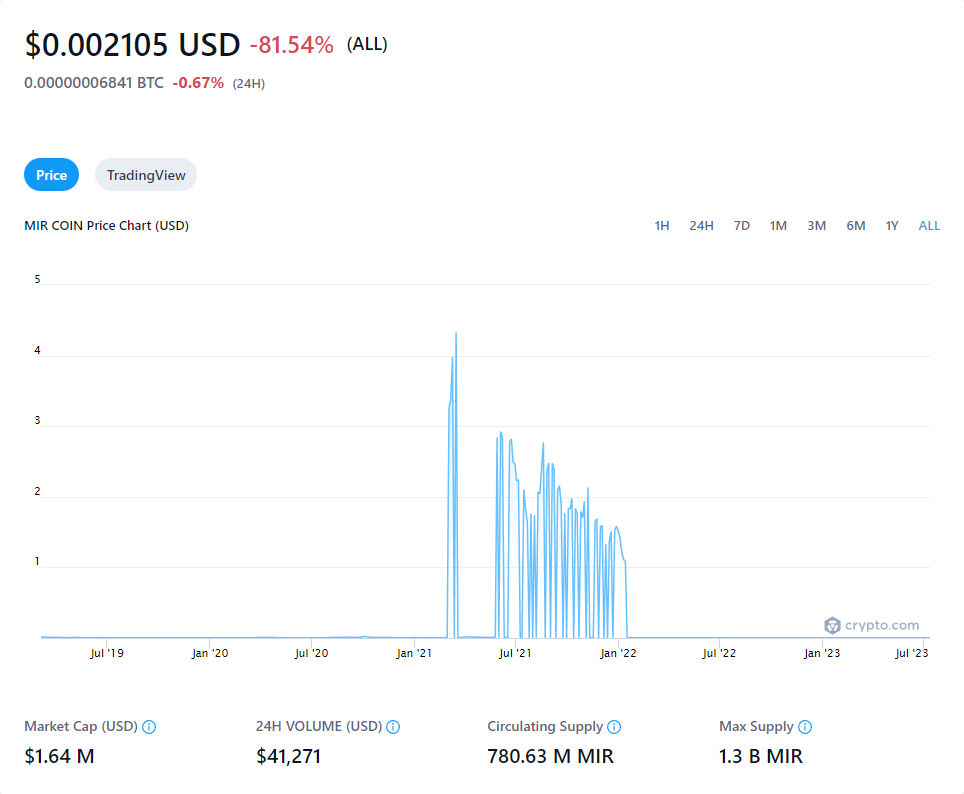 $0.002105 USD -81.54% (ALL)
0.00000006841 BTC -0.67% (24H)
Price TradingView
MIR COIN Price Chart (USD) 1H 24H 7D 1M 3M 6M 1Y ALL
5
4
3
2
1
crypto.com
Jul '19 Jan '20 Jul '20 Jan '21 Jul '21 Jan '22 Jul '22 Jan '23 Jul '23
Market Cap (USD) 24H VOLUME (USD) Circulating Supply Max Supply
$1.64 M $41,271 780.63 M MIR 1.3 B MIR